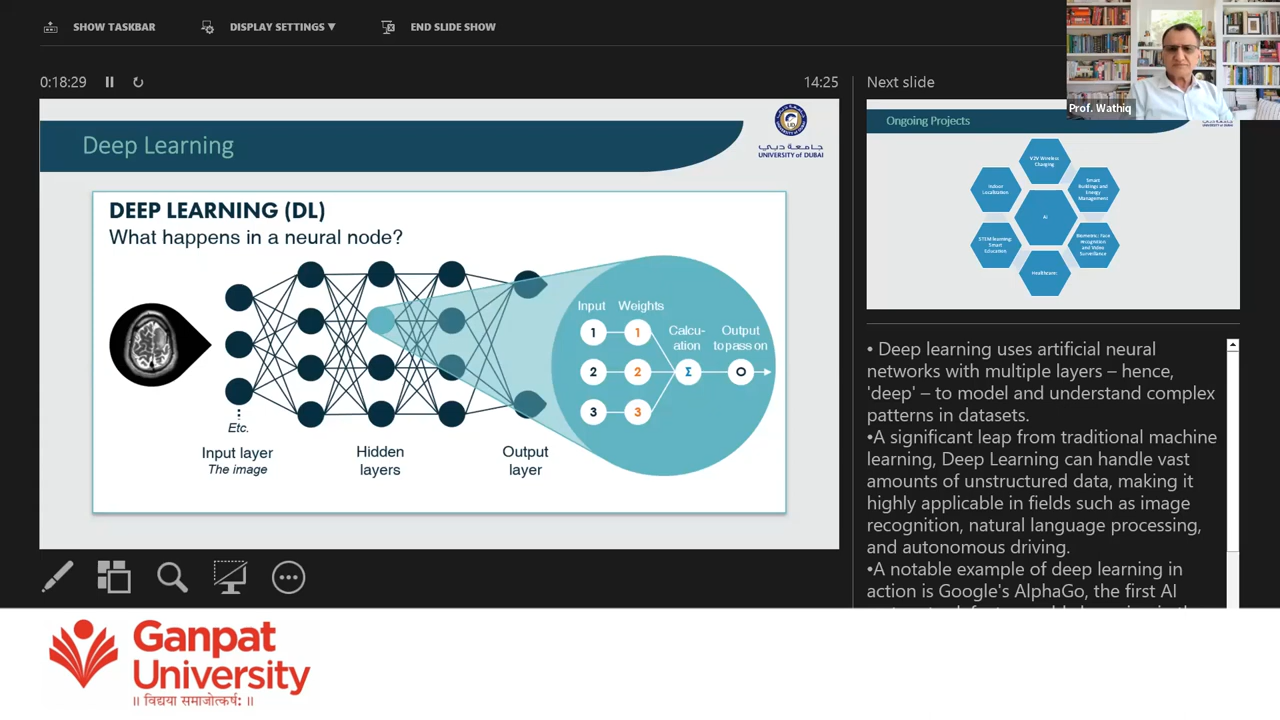 SHOW TASKBAR
DISPLAY SETTINGS ▼
END SLIDE SHOW
0:18:29
14:25
Next slide
Prof. Wathiq
Deep Learning
جامعة دبي
UNIVERSITY of DUBAI
DEEP LEARNING (DL)
What happens in a neural node?
Input Weights
1 1
Calcu-
ation
Output
to pass on
2 2 Σ O
3 3
Etc.
Input layer
The image
Hidden
layers
Output
layer
Ongoing Projects
V2V Wireless
Charging
Indoor
Localization
Smart
Buildings and
Energy
Management
AI
STEM learning:
Smart
Education
Biometric: Face
recognition
and Video
Surveillance
Healthcare
• Deep learning uses artificial neural
networks with multiple layers – hence,
'deep' – to model and understand complex
patterns in datasets.
•A significant leap from traditional machine
learning, Deep Learning can handle vast
amounts of unstructured data, making it
highly applicable in fields such as image
recognition, natural language processing,
and autonomous driving.
•A notable example of deep learning in
action is Google's AlphaGo, the first AI
Ganpat
University
॥ विद्यया समाजोत्कर्षः ॥